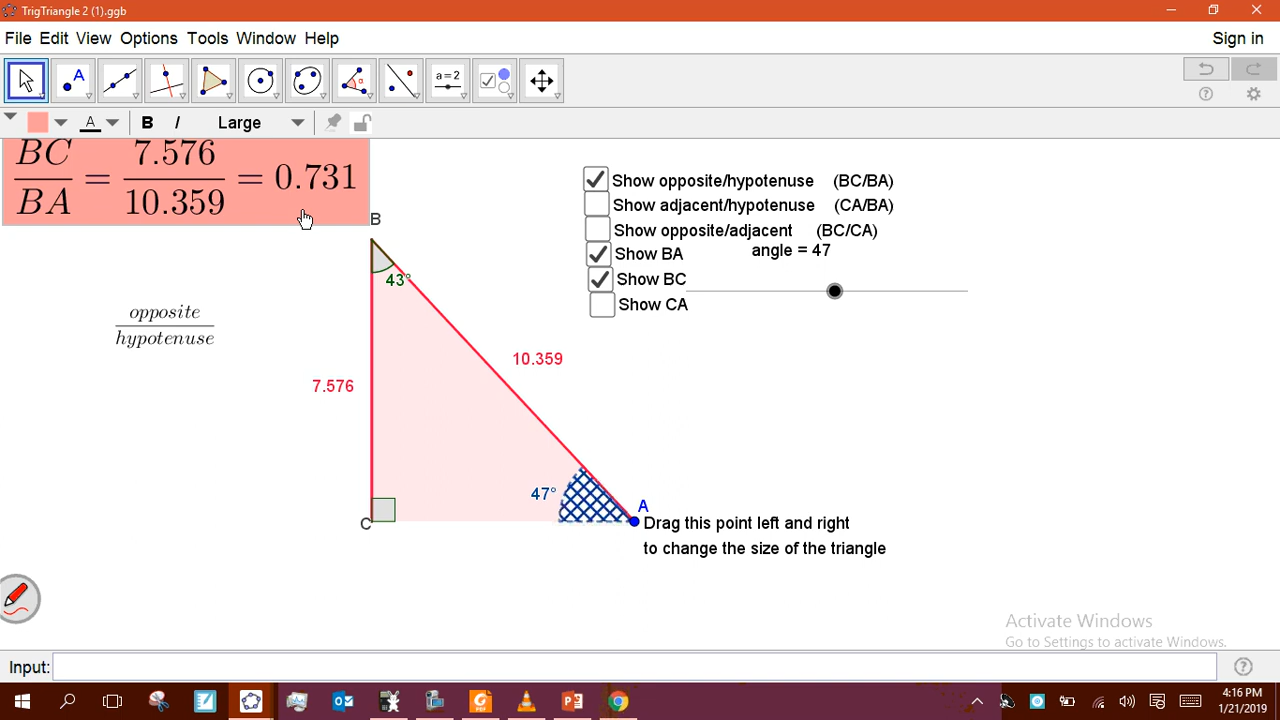 TrigTriangle 2 (1).ggb
File Edit View Options Tools Window Help
Sign in
A
a=2
A B I Large
BC/BA = 7.576/10.359 = 0.731
Show opposite/hypotenuse (BC/BA)
Show adjacent/hypotenuse (CA/BA)
Show opposite/adjacent (BC/CA)
Show BA
angle = 47
Show BC
Show CA
B
43°
opposite
hypotenuse
10.359
7.576
47°
A
C
Drag this point left and right
to change the size of the triangle
Activate Windows
Go to Settings to activate Windows.
Input:
4:16 PM
1/21/2019